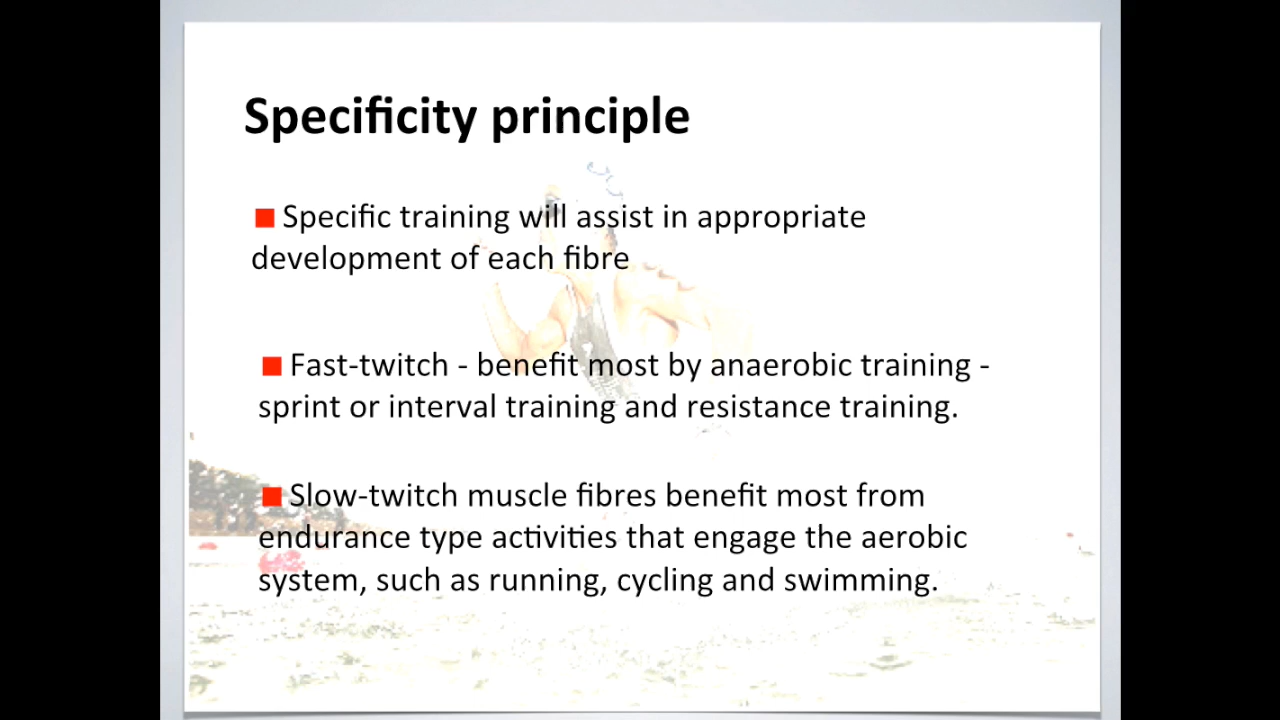 Specificity principle
Specific training will assist in appropriate
development of each fibre
Fast-twitch - benefit most by anaerobic training -
sprint or interval training and resistance training.
Slow-twitch muscle fibres benefit most from
endurance type activities that engage the aerobic
system, such as running, cycling and swimming.